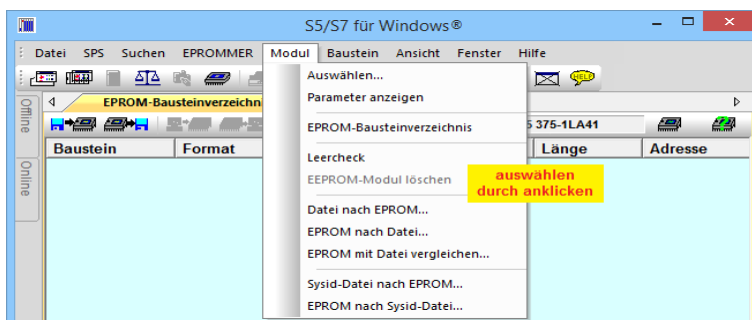 S5/S7 für Windows®
Datei SPS Suchen EPROMMER Modul Baustein Ansicht Fenster Hilfe
HELP
Offline
Online
EPROM-Bausteinverzeichn
5 375-1LA41
Baustein Format Länge Adresse
Auswählen...
Parameter anzeigen
EPROM-Bausteinverzeichnis
Leercheck
EEPROM-Modul löschen
Datei nach EPROM...
EPROM nach Datei...
EPROM mit Datei vergleichen...
Sysid-Datei nach EPROM...
EPROM nach Sysid-Datei...
auswählen
durch anklicken